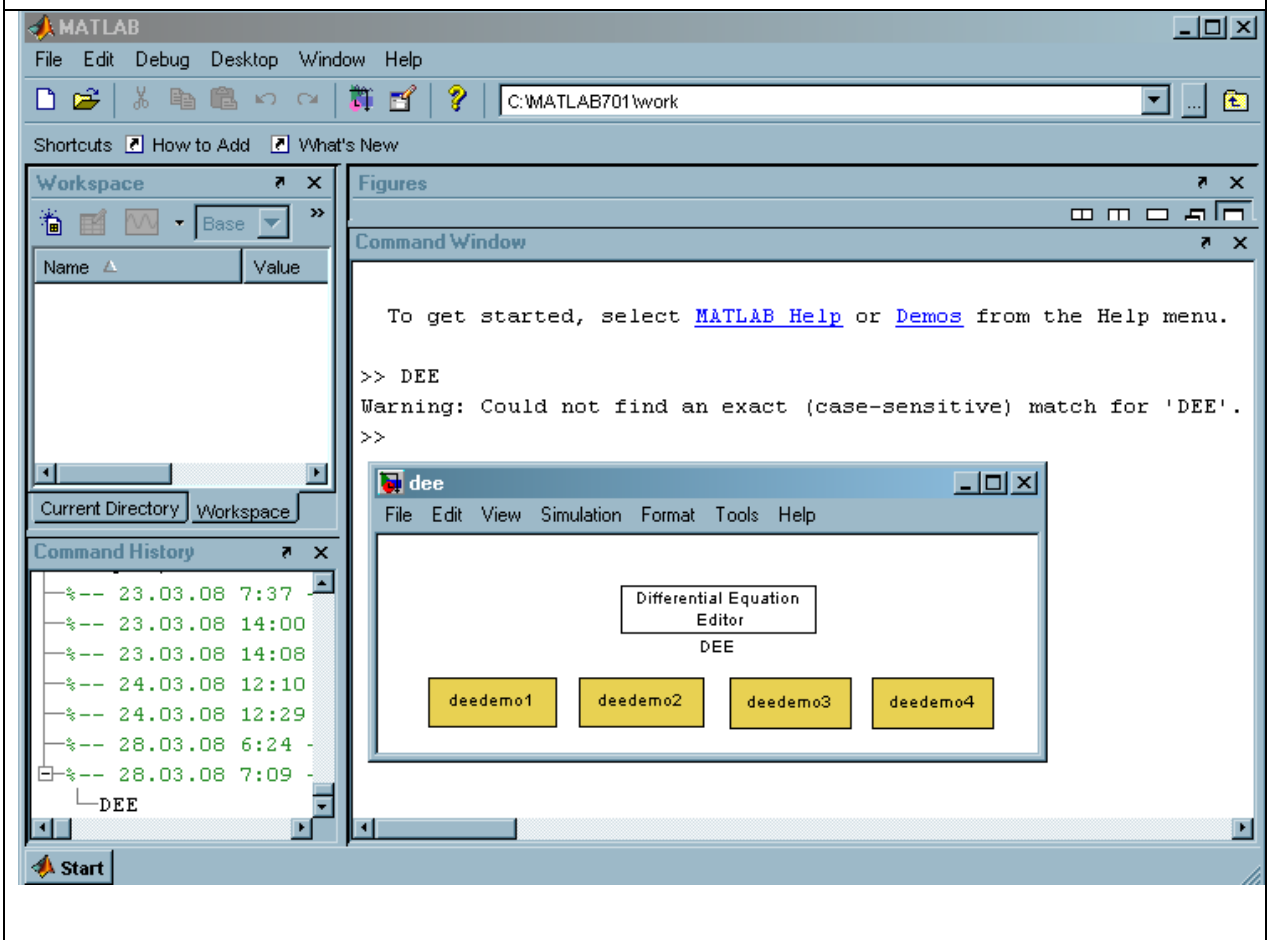 MATLAB
File Edit Debug Desktop Window Help
C:\MATLAB701\work
...
Shortcuts How to Add What's New
Workspace
Base
»
Name Value
Current Directory Workspace
Command History
%-- 23.03.08 7:37 -
%-- 23.03.08 14:00
%-- 23.03.08 14:08
%-- 24.03.08 12:10
%-- 24.03.08 12:29
%-- 28.03.08 6:24 -
%-- 28.03.08 7:09 -
DEE
Figures
Command Window
To get started, select MATLAB Help or Demos from the Help menu.
>> DEE
Warning: Could not find an exact (case-sensitive) match for 'DEE'.
>>
dee
File Edit View Simulation Format Tools Help
Differential Equation
Editor
DEE
deedemo1 deedemo2 deedemo3 deedemo4
Start